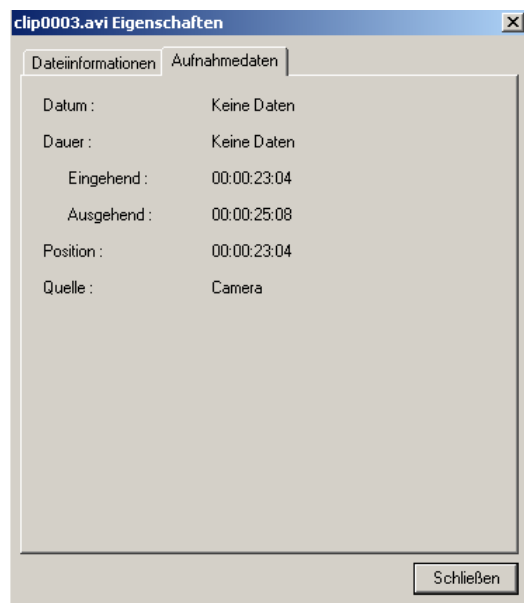 clip0003.avi Eigenschaften
Dateiinformationen Aufnahmedaten
Datum : Keine Daten
Dauer : Keine Daten
Eingehend : 00:00:23:04
Ausgehend : 00:00:25:08
Position : 00:00:23:04
Quelle : Camera
Schließen